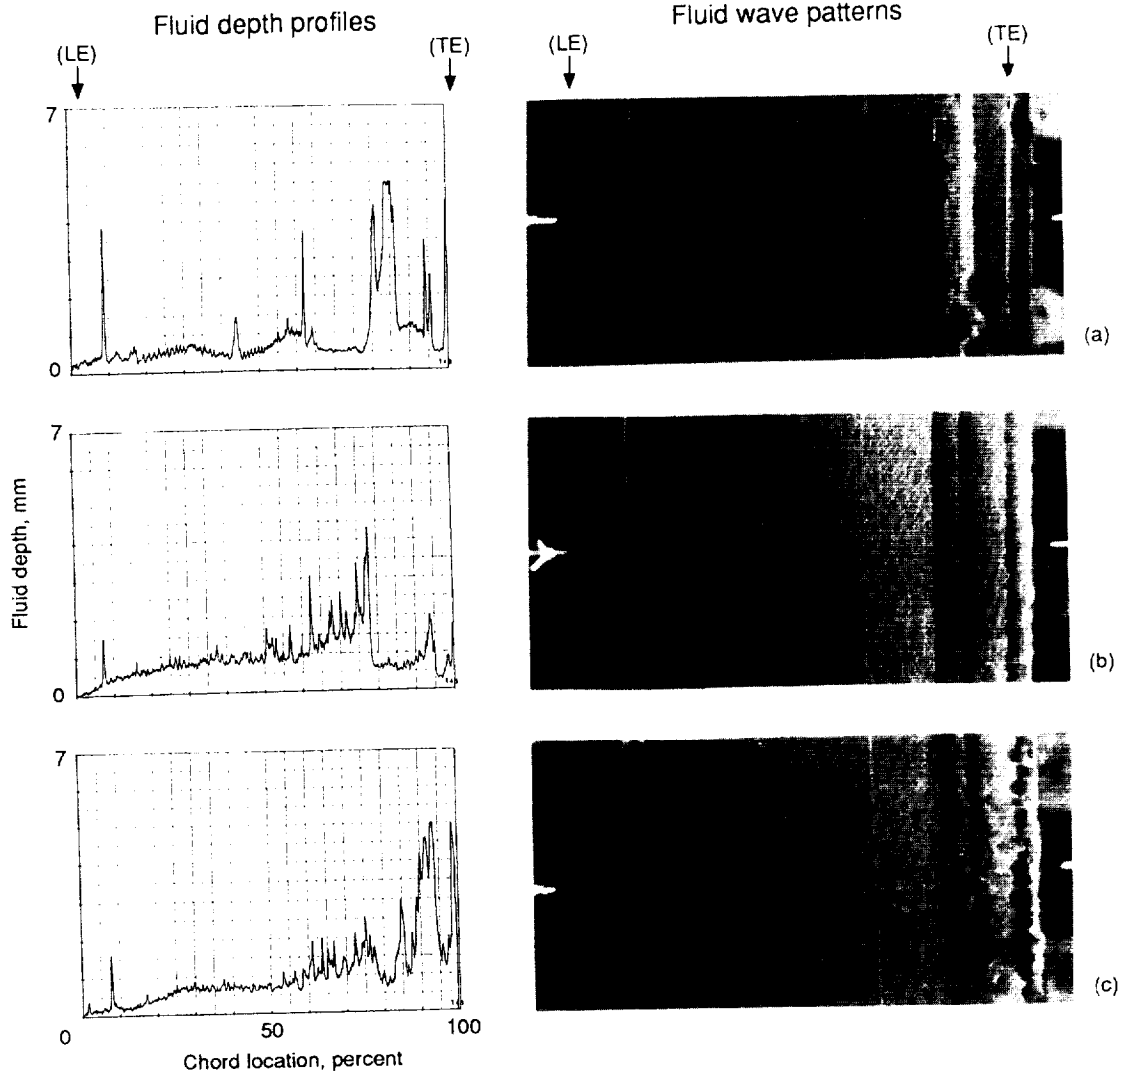 Fluid depth profiles
Fluid wave patterns
(LE)
(TE)
(LE)
(TE)
7
0
(a)
7
0
Fluid depth, mm
(b)
7
0
50
100
Chord location, percent
(c)